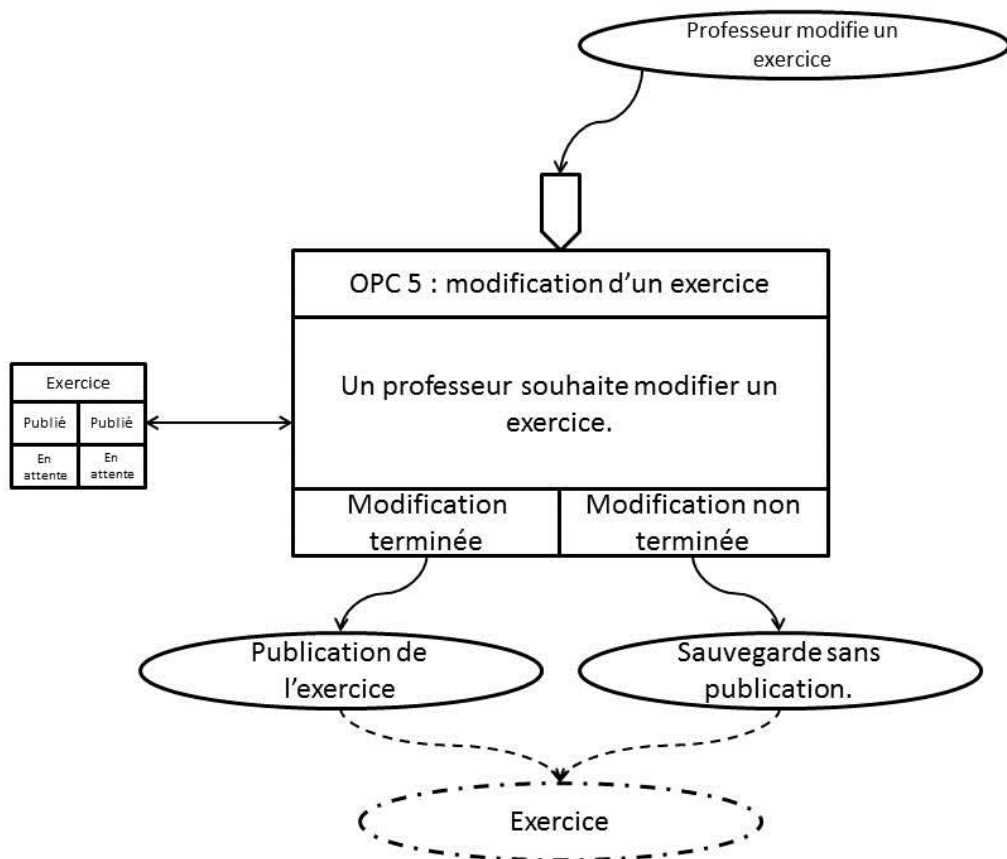 Professeur modifie un
exercice
OPC 5 : modification d'un exercice
Un professeur souhaite modifier un
exercice.
Exercice
Publié
Publié
En
attente
En
attente
Modification
terminée
Modification non
terminée
Publication de
l'exercice
Sauvegarde sans
publication.
Exercice